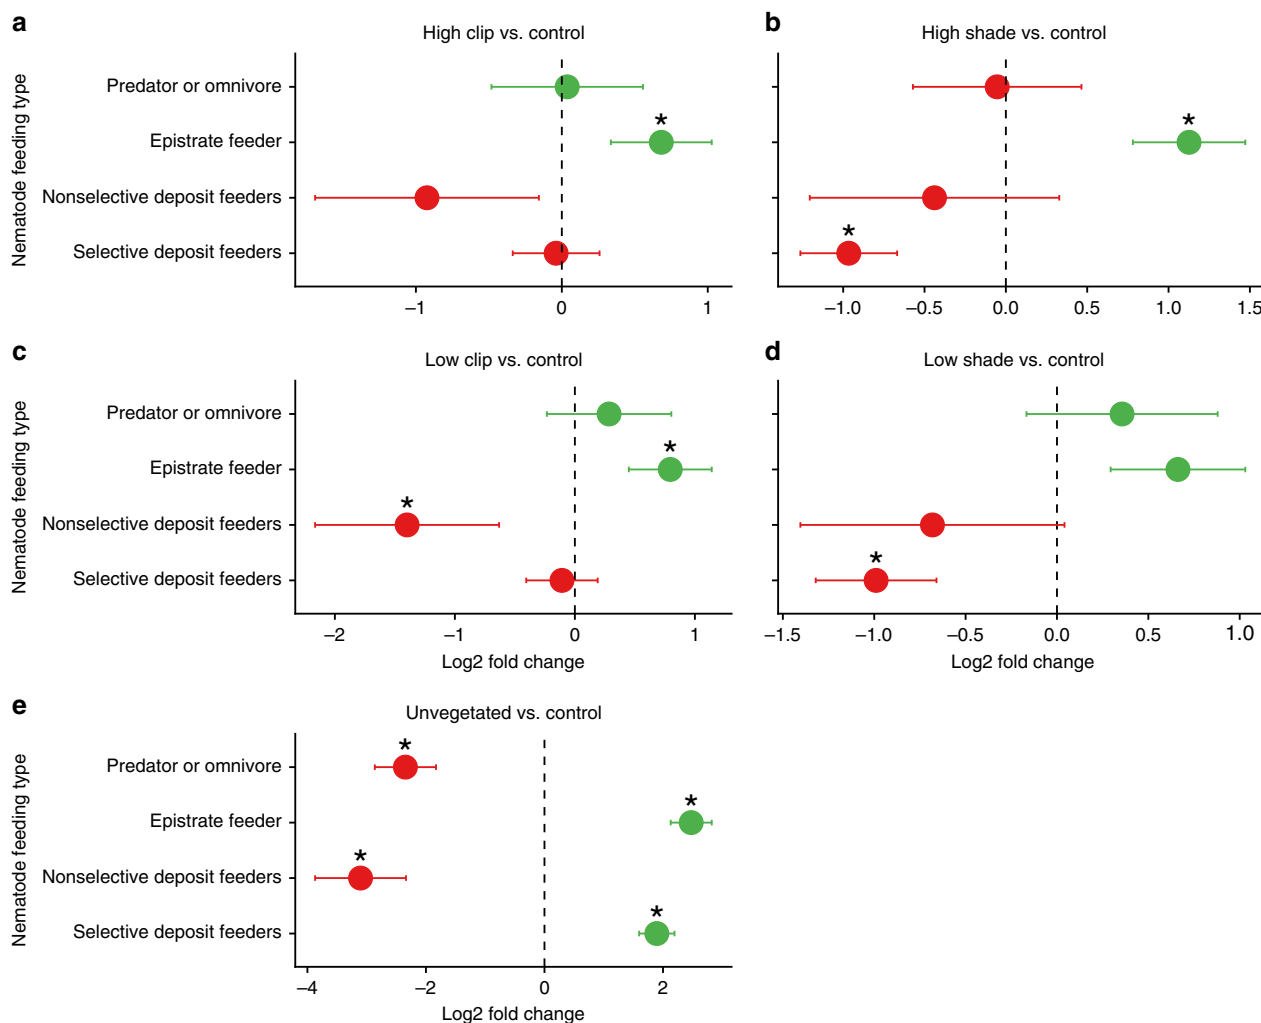 a
High clip vs. control
Nematode feeding type
Predator or omnivore
*
Epistrate feeder
Nonselective deposit feeders
Selective deposit feeders
−1
0
1
b
High shade vs. control
*
*
−1.0
−0.5
0.0
0.5
1.0
1.5
c
Low clip vs. control
Nematode feeding type
Predator or omnivore
*
Epistrate feeder
*
Nonselective deposit feeders
Selective deposit feeders
−2
−1
0
1
Log2 fold change
d
Low shade vs. control
*
−1.5
−1.0
−0.5
0.0
0.5
1.0
Log2 fold change
e
Unvegetated vs. control
Nematode feeding type
*
Predator or omnivore
*
Epistrate feeder
*
Nonselective deposit feeders
*
Selective deposit feeders
−4
−2
0
2
Log2 fold change